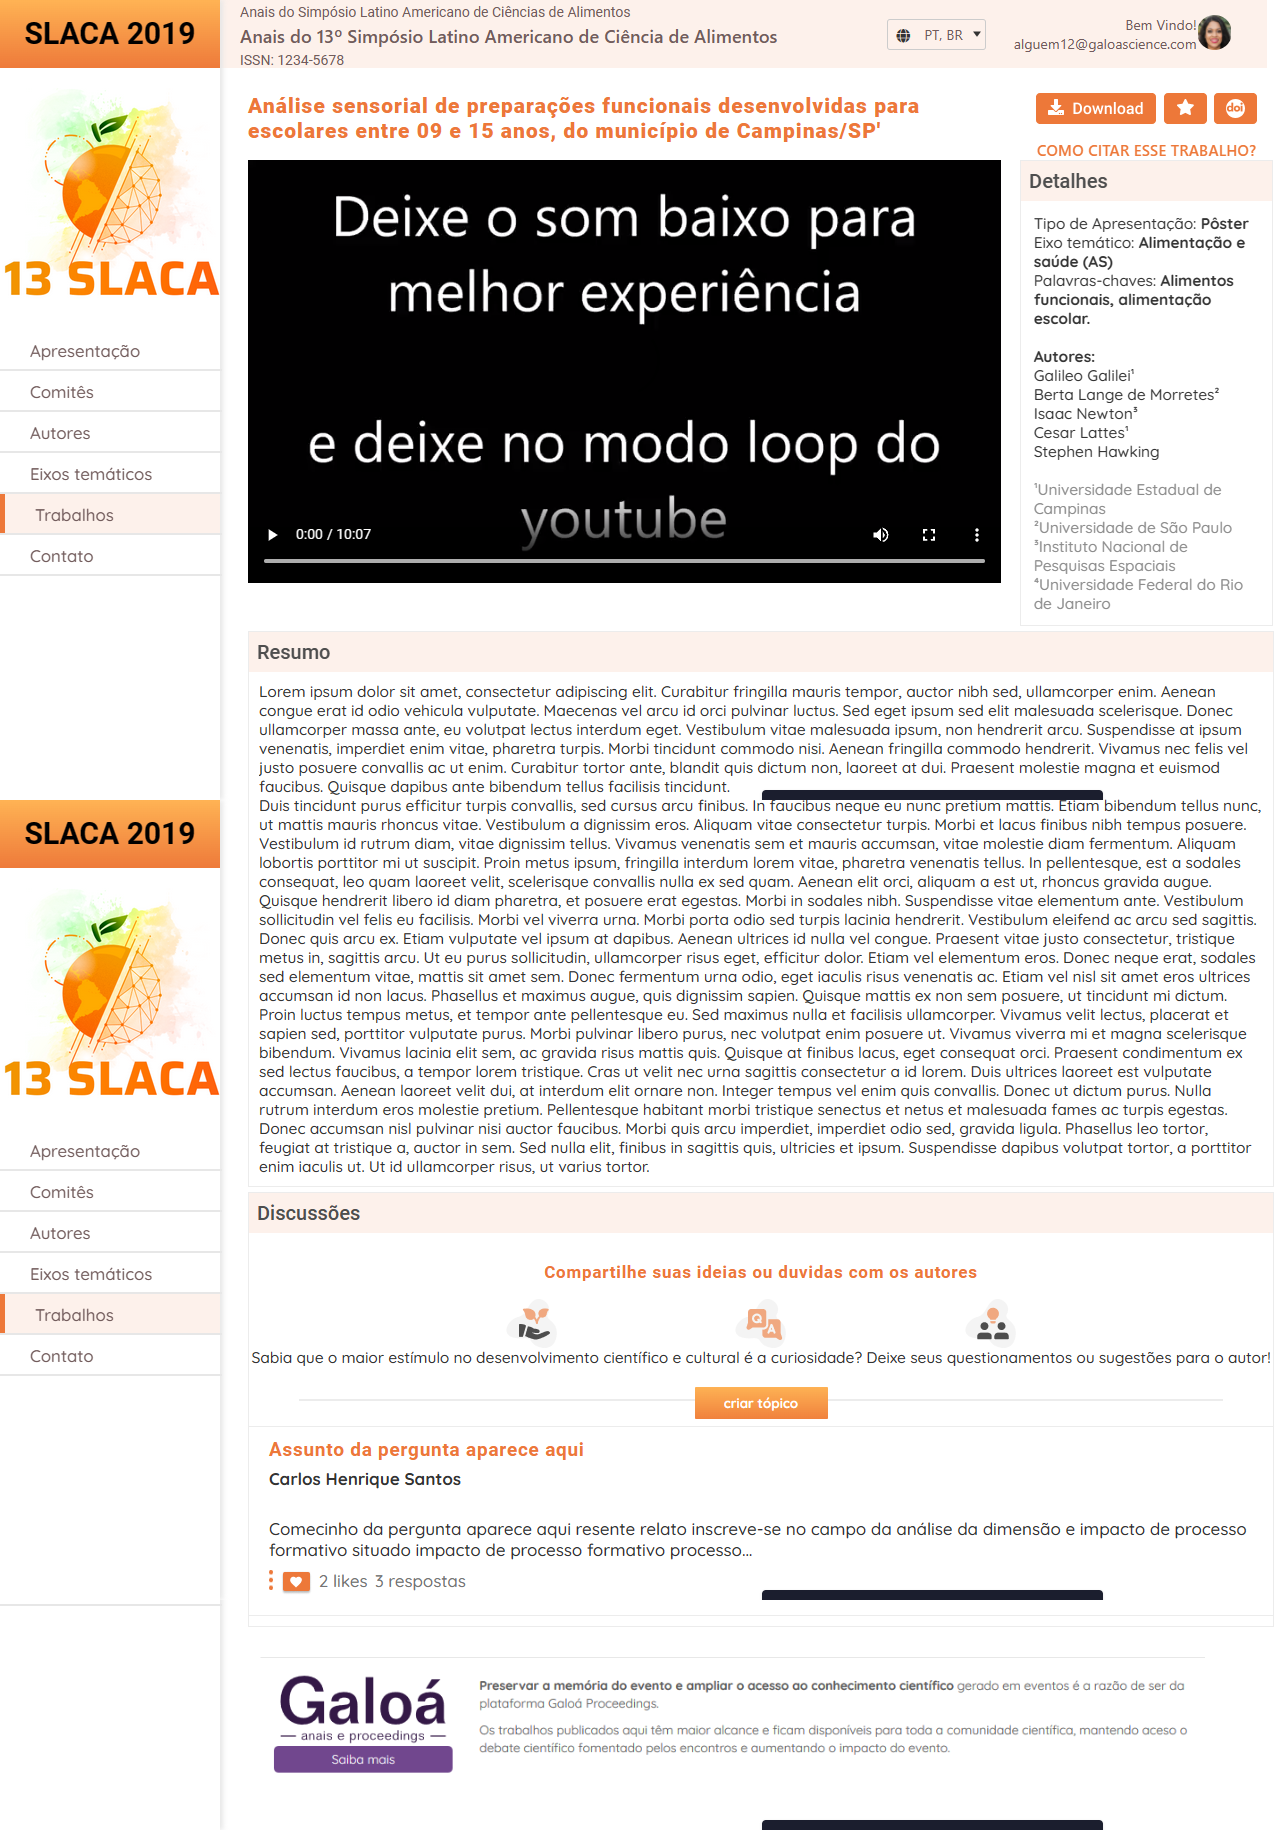 SLACA 2019
Anais do Simpósio Latino Americano de Ciências de Alimentos
Anais do 13º Simpósio Latino Americano de Ciência de Alimentos
ISSN: 1234-5678
PT, BR
Bem Vindo!
alguem12@galoascience.com
13 SLACA
Apresentação
Comitês
Autores
Eixos temáticos
Trabalhos
Contato
Análise sensorial de preparações funcionais desenvolvidas para
escolares entre 09 e 15 anos, do município de Campinas/SP'
Download
doi
COMO CITAR ESSE TRABALHO?
Deixe o som baixo para
melhor experiência
e deixe no modo loop do
youtube
0:00 / 10:07
Detalhes
Tipo de Apresentação: Pôster
Eixo temático: Alimentação e
saúde (AS)
Palavras-chaves: Alimentos
funcionais, alimentação
escolar.
Autores:
Galileo Galilei¹
Berta Lange de Morretes²
Isaac Newton³
Cesar Lattes¹
Stephen Hawking
¹Universidade Estadual de
Campinas
²Universidade de São Paulo
³Instituto Nacional de
Pesquisas Espaciais
⁴Universidade Federal do Rio
de Janeiro
Resumo
Lorem ipsum dolor sit amet, consectetur adipiscing elit. Curabitur fringilla mauris tempor, auctor nibh sed, ullamcorper enim. Aenean
congue erat id odio vehicula vulputate. Maecenas vel arcu id orci pulvinar luctus. Sed eget ipsum sed elit malesuada scelerisque. Donec
ullamcorper massa ante, eu volutpat lectus interdum eget. Vestibulum vitae malesuada ipsum, non hendrerit arcu. Suspendisse at ipsum
venenatis, imperdiet enim vitae, pharetra turpis. Morbi tincidunt commodo nisi. Aenean fringilla commodo hendrerit. Vivamus nec felis vel
justo posuere convallis ac ut enim. Curabitur tortor ante, blandit quis dictum non, laoreet at dui. Praesent molestie magna et euismod
faucibus. Quisque dapibus ante bibendum tellus facilisis tincidunt.
Duis tincidunt purus efficitur turpis convallis, sed cursus arcu finibus. In faucibus neque eu nunc pretium mattis. Etiam bibendum tellus nunc,
ut mattis mauris rhoncus vitae. Vestibulum a dignissim eros. Aliquam vitae consectetur turpis. Morbi et lacus finibus nibh tempus posuere.
Vestibulum id rutrum diam, vitae dignissim tellus. Vivamus venenatis sem et mauris accumsan, vitae molestie diam fermentum. Aliquam
lobortis porttitor mi ut suscipit. Proin metus ipsum, fringilla interdum lorem vitae, pharetra venenatis tellus. In pellentesque, est a sodales
consequat, leo quam laoreet velit, scelerisque convallis nulla ex sed quam. Aenean elit orci, aliquam a est ut, rhoncus gravida augue.
Quisque hendrerit libero id diam pharetra, et posuere erat egestas. Morbi in sodales nibh. Suspendisse vitae elementum ante. Vestibulum
sollicitudin vel felis eu facilisis. Morbi vel viverra urna. Morbi porta odio sed turpis lacinia hendrerit. Vestibulum eleifend ac arcu sed sagittis.
Donec quis arcu ex. Etiam vulputate vel ipsum at dapibus. Aenean ultrices id nulla vel congue. Praesent vitae justo consectetur, tristique
metus in, sagittis arcu. Ut eu purus sollicitudin, ullamcorper risus eget, efficitur dolor. Etiam vel elementum eros. Donec neque erat, sodales
sed elementum vitae, mattis sit amet sem. Donec fermentum urna odio, eget iaculis risus venenatis ac. Etiam vel nisl sit amet eros ultrices
accumsan id non lacus. Phasellus et maximus augue, quis dignissim sapien. Quisque mattis ex non sem posuere, ut tincidunt mi dictum.
Proin luctus tempus metus, et tempor ante pellentesque eu. Sed maximus nulla et facilisis ullamcorper. Vivamus velit lectus, placerat et
sapien sed, porttitor vulputate purus. Morbi pulvinar libero purus, nec volutpat enim posuere ut. Vivamus viverra mi et magna scelerisque
bibendum. Vivamus lacinia elit sem, ac gravida risus mattis quis. Quisque at finibus lacus, eget consequat orci. Praesent condimentum ex
sed lectus faucibus, a tempor lorem tristique. Cras ut velit nec urna sagittis consectetur a id lorem. Duis ultrices laoreet est vulputate
accumsan. Aenean laoreet velit dui, at interdum elit ornare non. Integer tempus vel enim quis convallis. Donec ut dictum purus. Nulla
rutrum interdum eros molestie pretium. Pellentesque habitant morbi tristique senectus et netus et malesuada fames ac turpis egestas.
Donec accumsan nisl pulvinar nisi auctor faucibus. Morbi quis arcu imperdiet, imperdiet odio sed, gravida ligula. Phasellus leo tortor,
feugiat at tristique a, auctor in sem. Sed nulla elit, finibus in sagittis quis, ultricies et ipsum. Suspendisse dapibus volutpat tortor, a porttitor
enim iaculis ut. Ut id ullamcorper risus, ut varius tortor.
SLACA 2019
13 SLACA
Apresentação
Comitês
Autores
Eixos temáticos
Trabalhos
Contato
Discussões
Compartilhe suas ideias ou duvidas com os autores
Q
A
Sabia que o maior estímulo no desenvolvimento científico e cultural é a curiosidade? Deixe seus questionamentos ou sugestões para o autor!
criar tópico
Assunto da pergunta aparece aqui
Carlos Henrique Santos
Comecinho da pergunta aparece aqui resente relato inscreve-se no campo da análise da dimensão e impacto de processo
formativo situado impacto de processo formativo processo...
2 likes 3 respostas
Galoá
anais e proceedings
Saiba mais
Preservar a memória do evento e ampliar o acesso ao conhecimento científico gerado em eventos é a razão de ser da
plataforma Galoá Proceedings.
Os trabalhos publicados aqui têm maior alcance e ficam disponíveis para toda a comunidade científica, mantendo aceso o
debate científico fomentado pelos encontros e aumentando o impacto do evento.